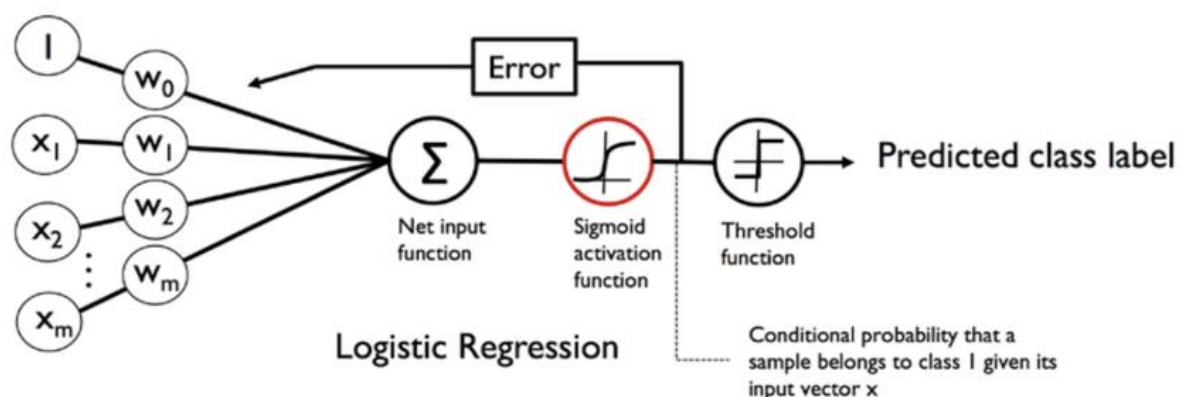 1
w0
Error
x1
w1
Σ
Predicted class label
x2
w2
Net input
function
Sigmoid
activation
function
Threshold
function
wm
xm
Logistic Regression
Conditional probability that a
sample belongs to class 1 given its
input vector x